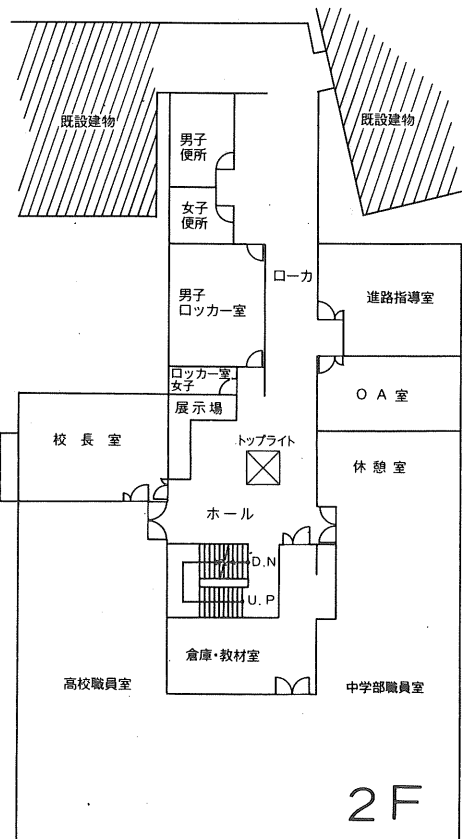 既設建物
既設建物
男子
便所
女子
便所
ローカ
進路指導室
男子
ロッカー室
ロッカー室
女子
展示場
OA室
校長室
トップライト
休憩室
ホール
D.N
U.P
倉庫・教材室
高校職員室
中学部職員室
2F